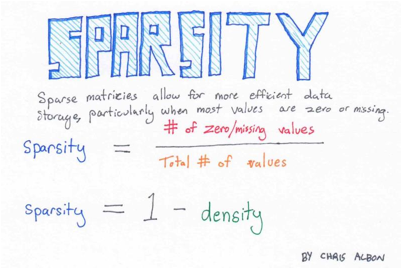 SPARSITY
Sparse matricies allow for more efficient data
storage, particularly when most values are zero or missing.
Sparsity = # of zero/missing values
Total # of values
Sparsity = 1 - density
BY CHRIS ALBON